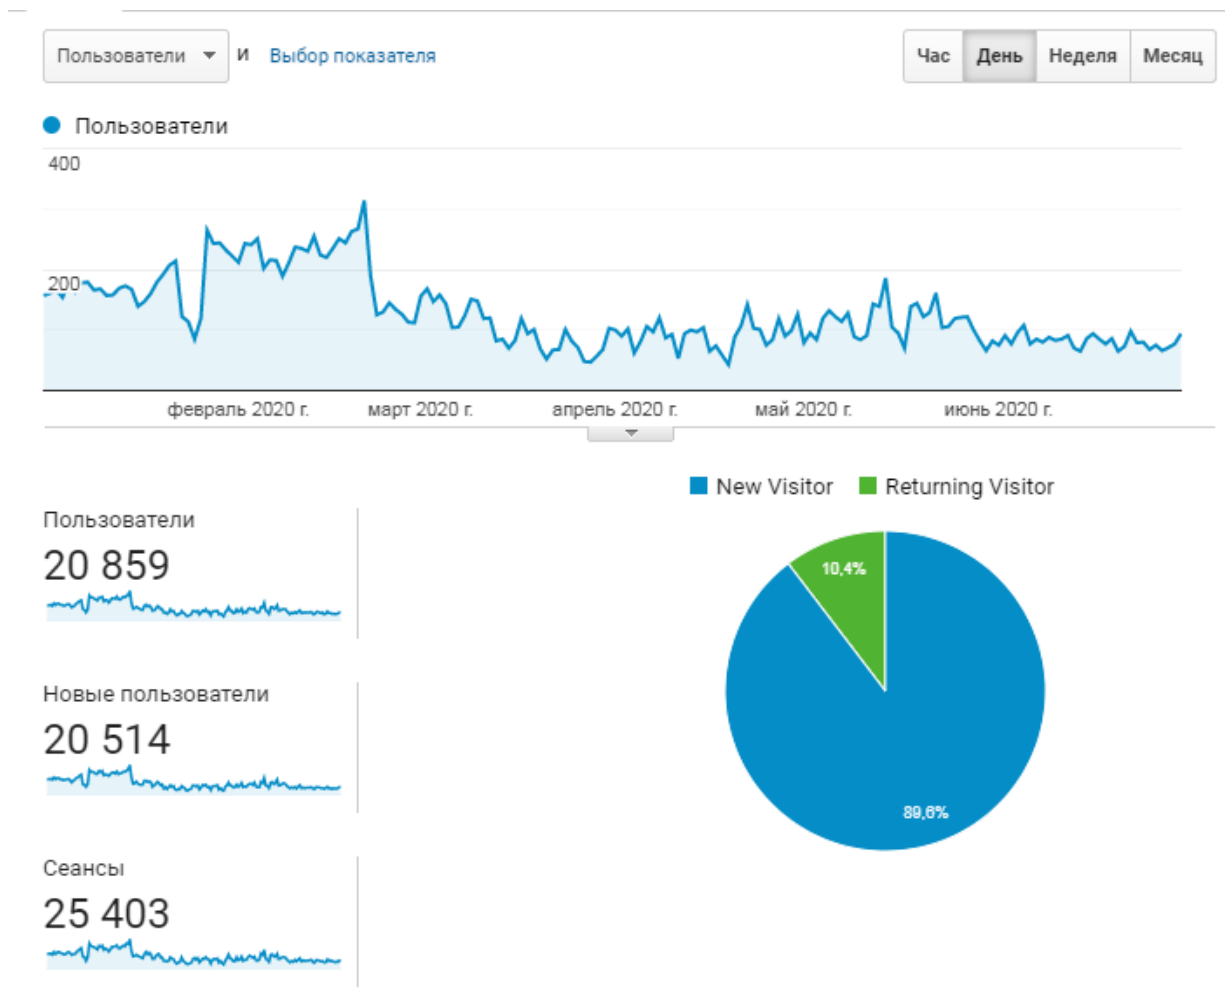 Пользователи и Выбор показателя Час День Неделя Месяц
Пользователи
400
200
февраль 2020 г. март 2020 г. апрель 2020 г. май 2020 г. июнь 2020 г.
New Visitor Returning Visitor
Пользователи
20 859
10,4%
Новые пользователи
20 514
89,6%
Сеансы
25 403